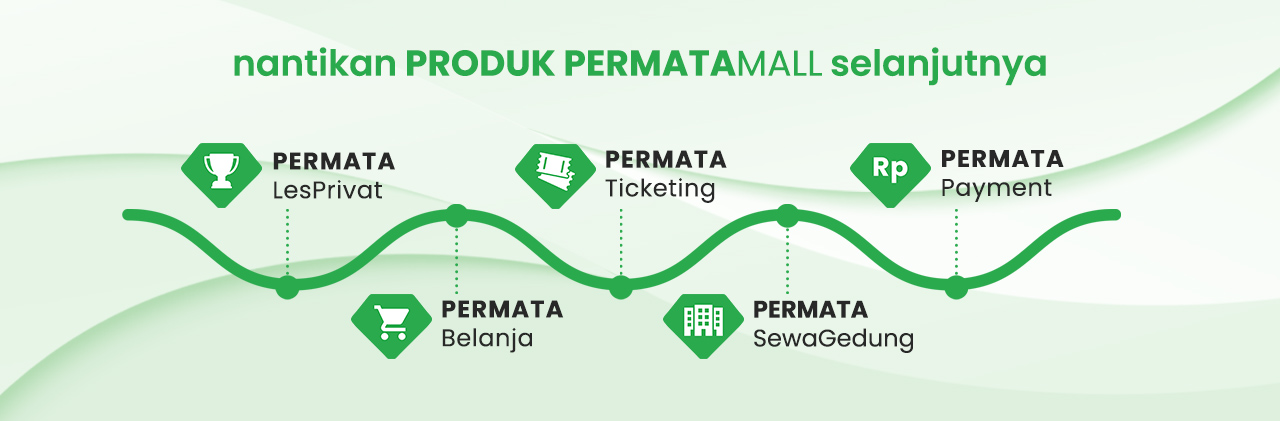 nantikan PRODUK PERMATAMALL selanjutnya
PERMATA
LesPrivat
PERMATA
Belanja
PERMATA
Ticketing
PERMATA
SewaGedung
Rp
PERMATA
Payment